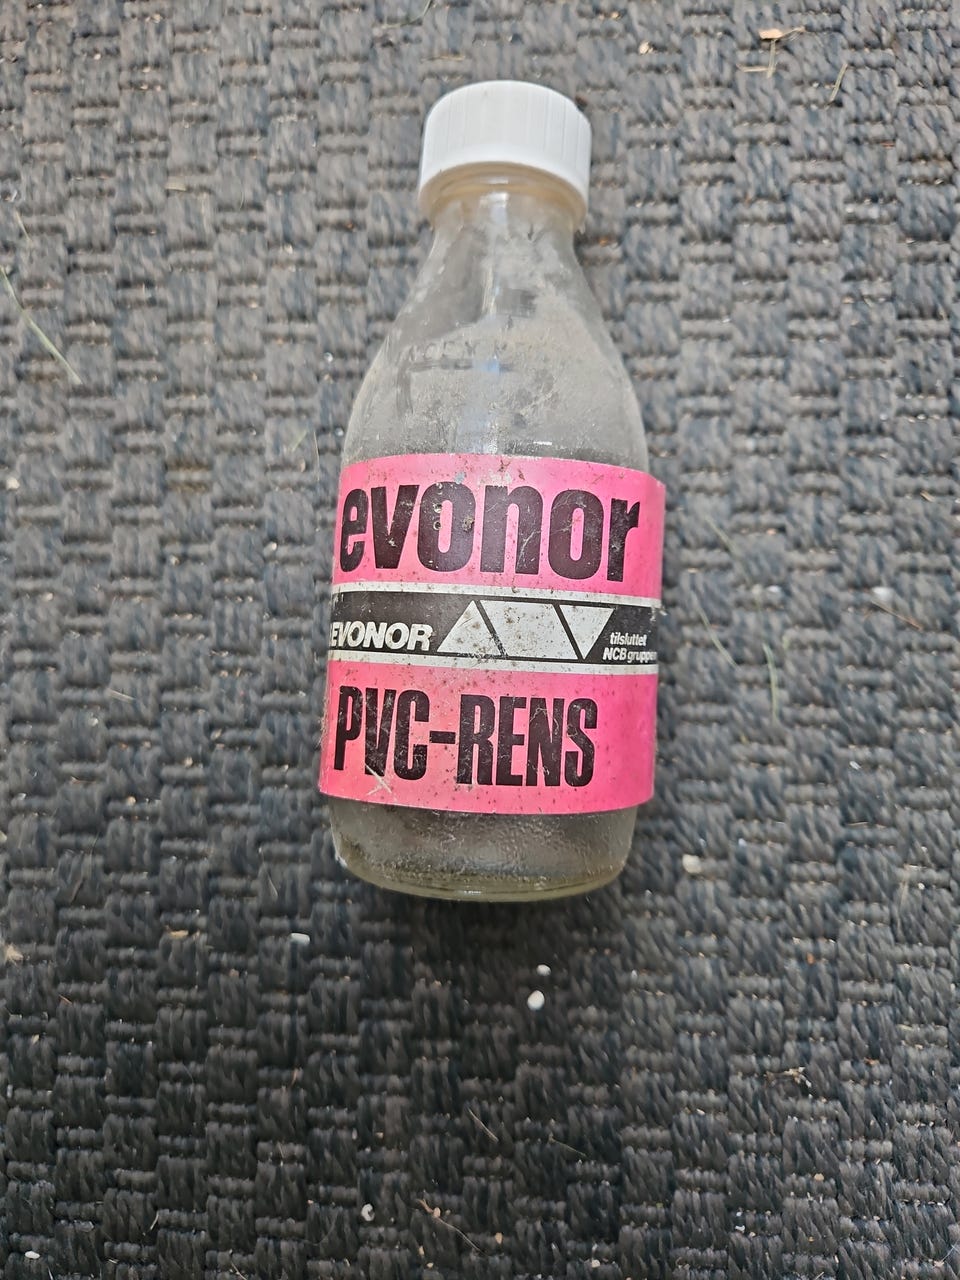 evonor
EVONOR
tilsluttet
NCB gruppen
PVC-RENS